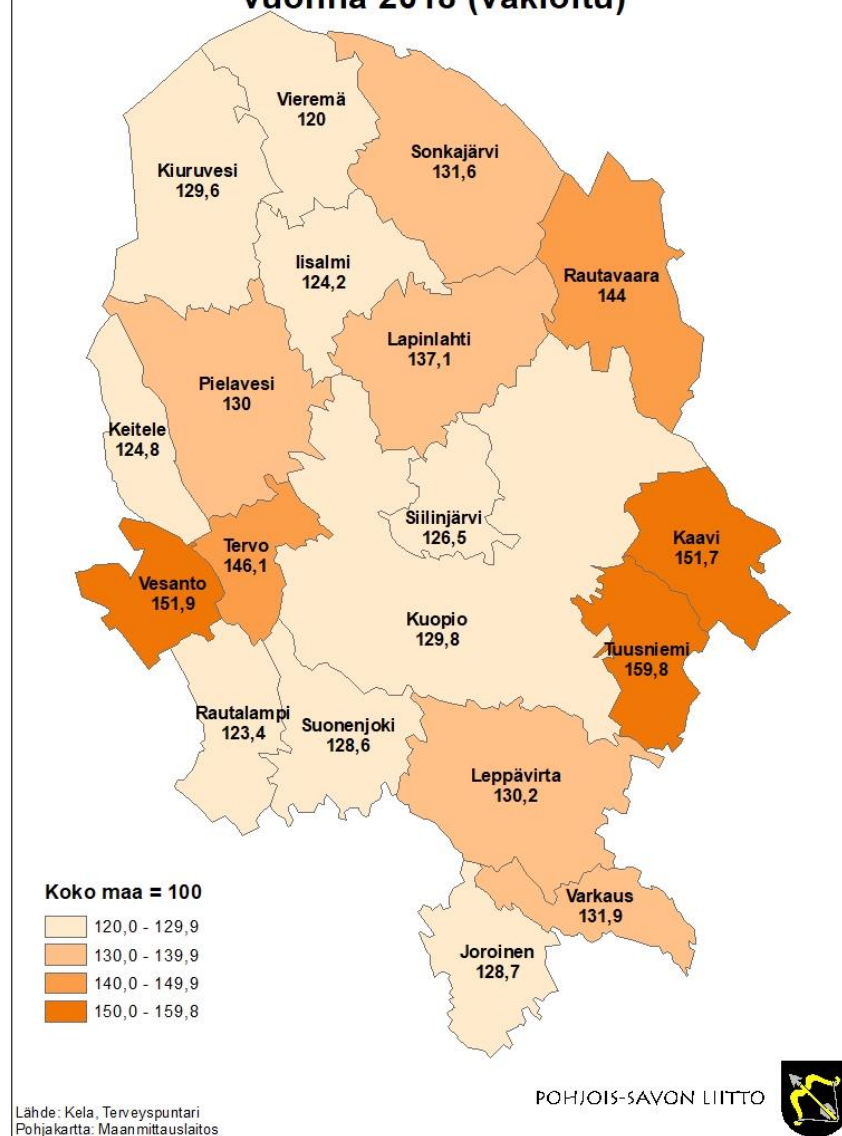 vuonna 2018 (vakioitu)
Vieremä
120
Sonkajärvi
131,6
Kiuruvesi
129,6
Iisalmi
124,2
Rautavaara
144
Lapinlahti
137,1
Pielavesi
130
Keitele
124,8
Siilinjärvi
126,5
Kaavi
151,7
Tervo
146,1
Vesanto
151,9
Kuopio
129,8
Tuusniemi
159,8
Rautalampi
123,4
Suonenjoki
128,6
Leppävirta
130,2
Varkaus
131,9
Joroinen
128,7
Koko maa = 100
120,0 - 129,9
130,0 - 139,9
140,0 - 149,9
150,0 - 159,8
POHJOIS-SAVON LIITTO
Lähde: Kela, Terveyspuntari
Pohjakartta: Maanmittauslaitos